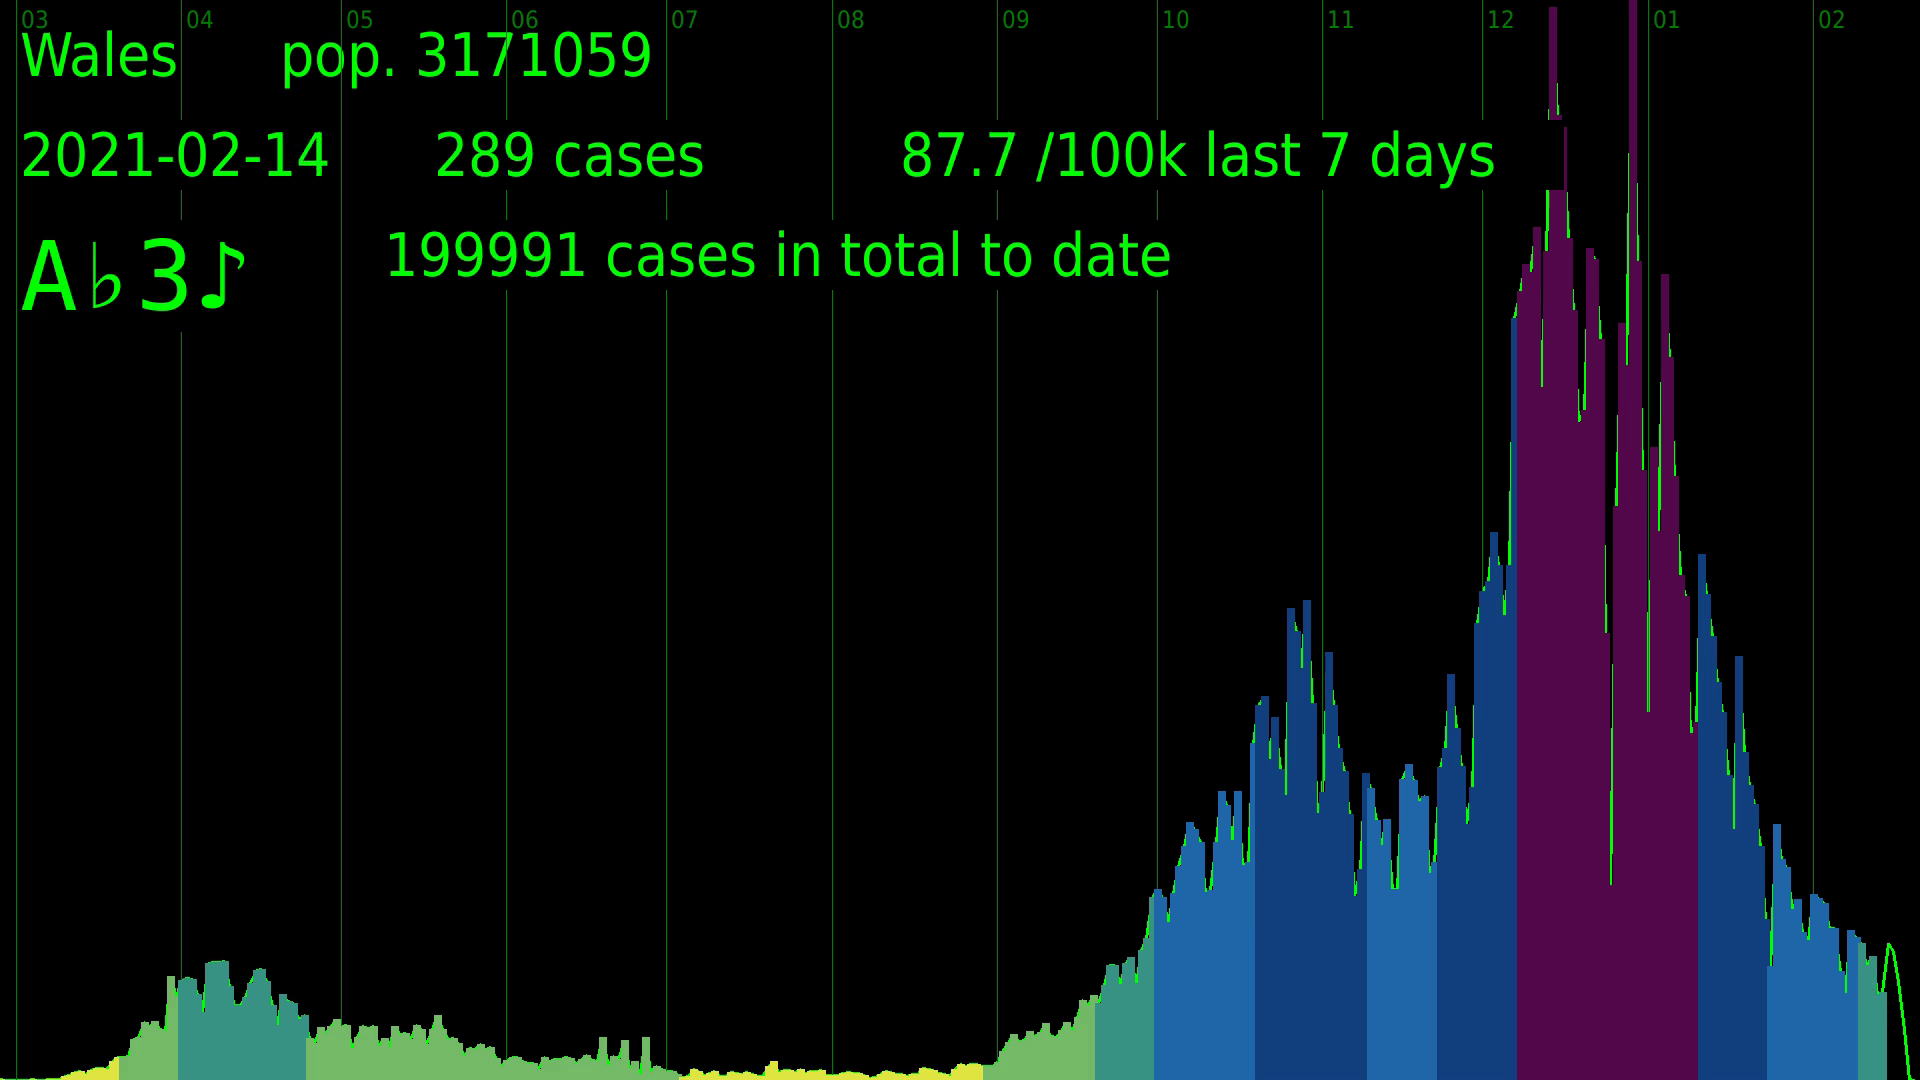 03 04 05 06 07 08 09 10 11 12 01 02
Wales pop. 3171059
2021-02-14 289 cases 87.7 /100k last 7 days
A♭3♪ 199991 cases in total to date